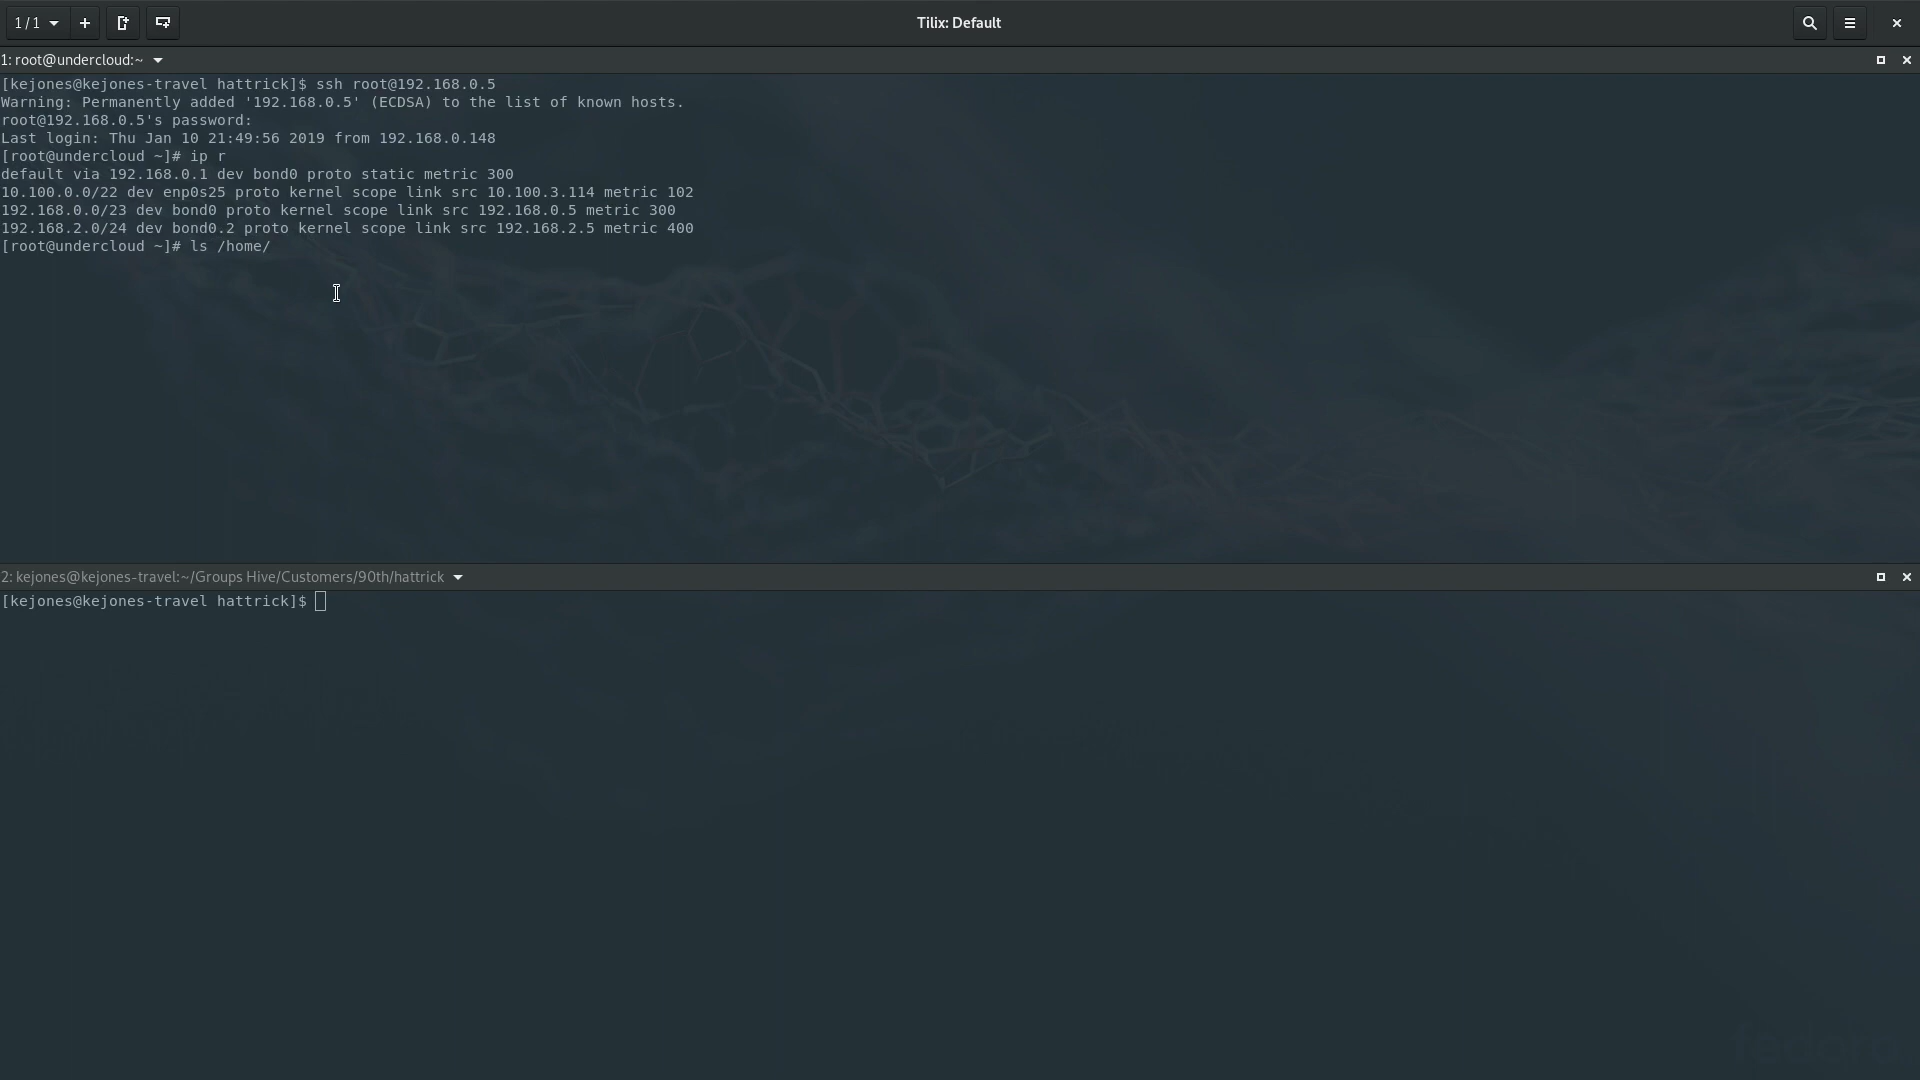 1 / 1
Tilix: Default
1: root@undercloud:~
[kejones@kejones-travel hattrick]$ ssh root@192.168.0.5
Warning: Permanently added '192.168.0.5' (ECDSA) to the list of known hosts.
root@192.168.0.5's password:
Last login: Thu Jan 10 21:49:56 2019 from 192.168.0.148
[root@undercloud ~]# ip r
default via 192.168.0.1 dev bond0 proto static metric 300
10.100.0.0/22 dev enp0s25 proto kernel scope link src 10.100.3.114 metric 102
192.168.0.0/23 dev bond0 proto kernel scope link src 192.168.0.5 metric 300
192.168.2.0/24 dev bond0.2 proto kernel scope link src 192.168.2.5 metric 400
[root@undercloud ~]# ls /home/
2: kejones@kejones-travel:~/Groups Hive/Customers/90th/hattrick
[kejones@kejones-travel hattrick]$
fedora